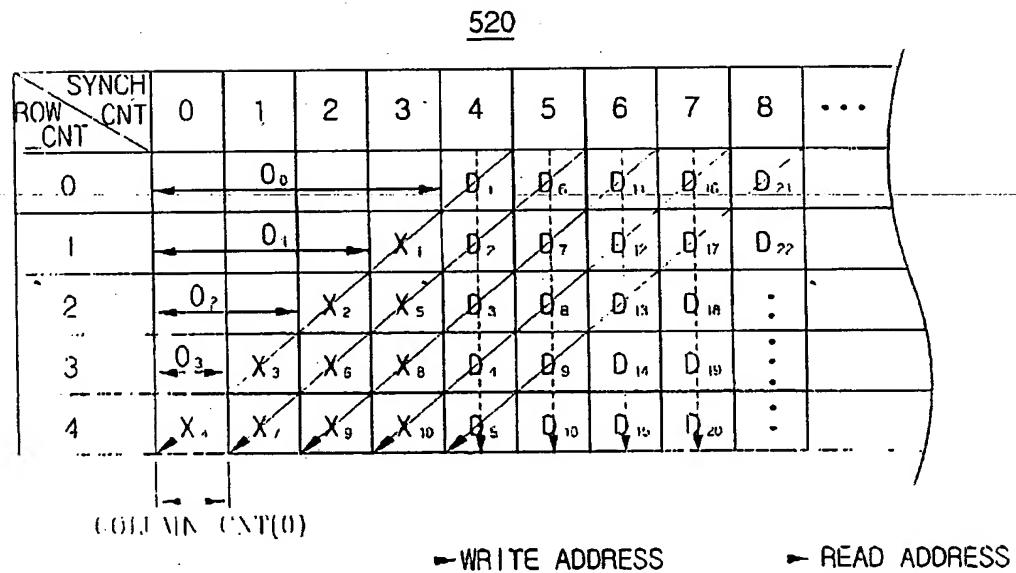 520
SYNCH CNT 0 1 2 3 4 5 6 7 8 ...
ROW CNT
0 O₀ D₁ D₆ D₁₁ D₁₆ D₂₁
1 O₁ X₁ D₂ D₇ D₁₂ D₁₇ D₂₂
2 O₂ X₂ X₅ D₃ D₈ D₁₃ D₁₈ :
3 O₃ X₃ X₆ X₈ D₄ D₉ D₁₄ D₁₉ :
4 X₄ X₇ X₉ X₁₀ D₅ D₁₀ D₁₅ D₂₀ :
COLUMN CNT(0)
WRITE ADDRESS READ ADDRESS